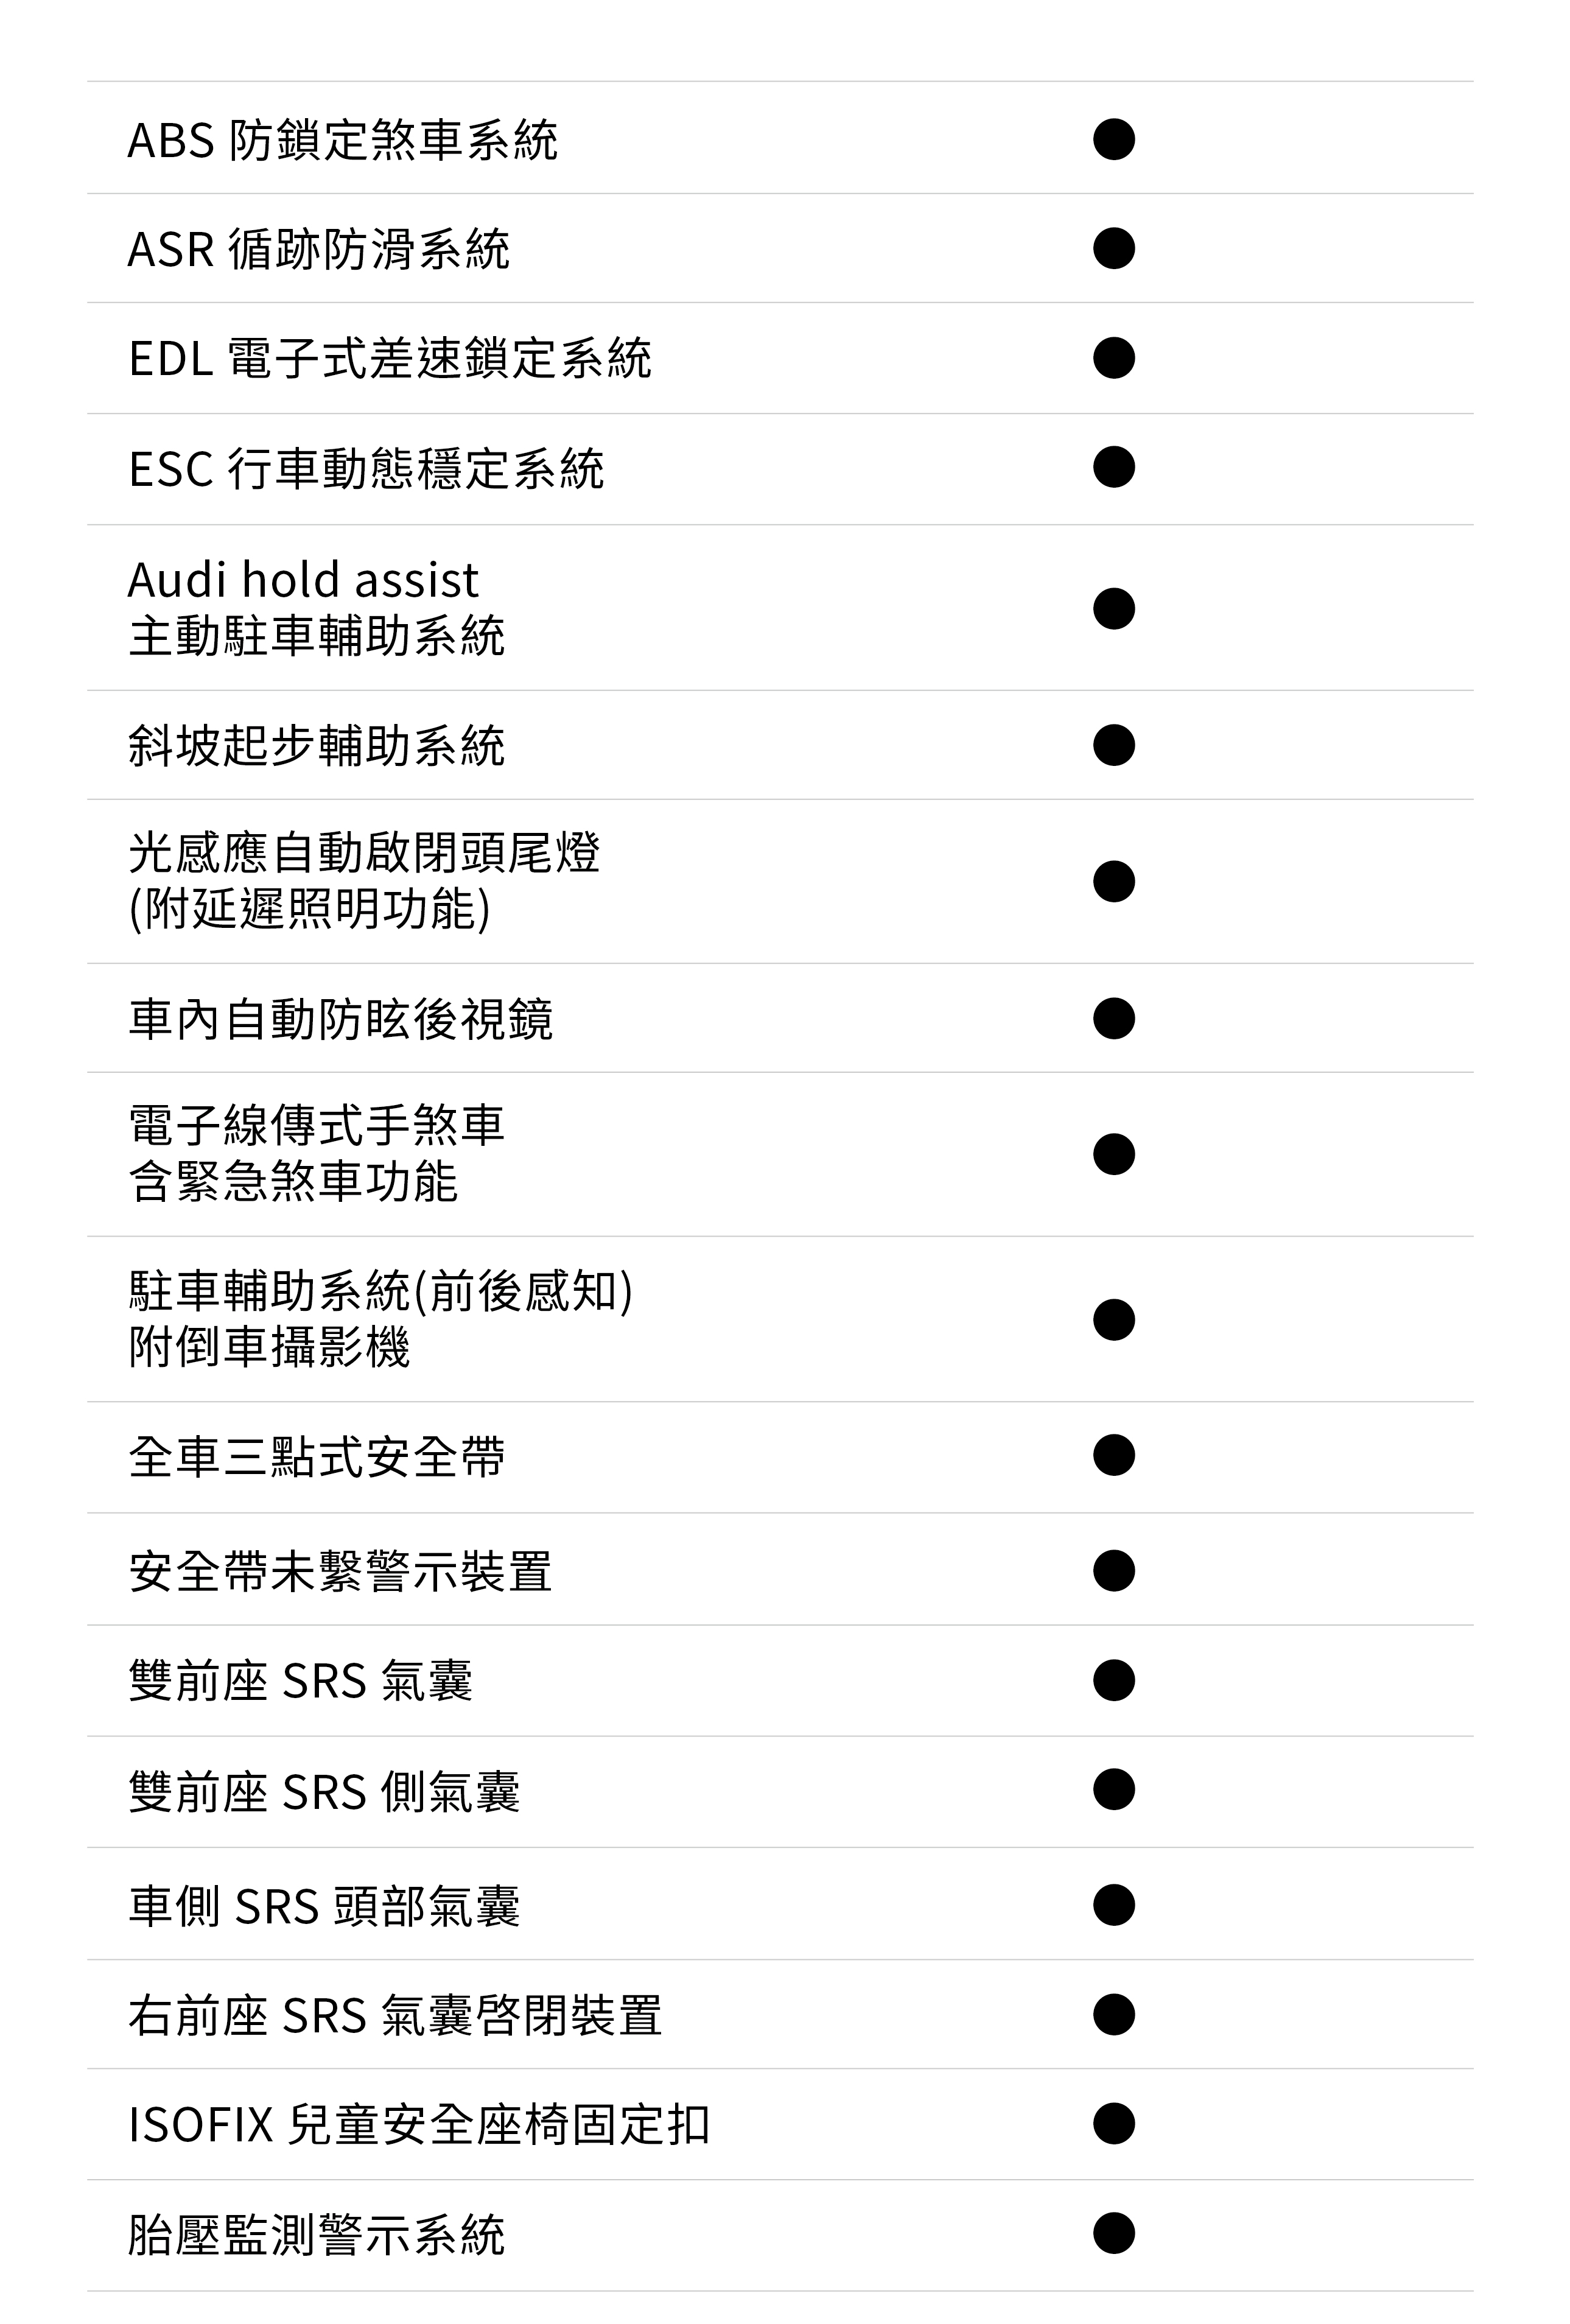 ABS 防鎖定煞車系統 ●
ASR 循跡防滑系統 ●
EDL 電子式差速鎖定系統 ●
ESC 行車動態穩定系統 ●
Audi hold assist
主動駐車輔助系統 ●
斜坡起步輔助系統 ●
光感應自動啟閉頭尾燈
(附延遲照明功能) ●
車內自動防眩後視鏡 ●
電子線傳式手煞車
含緊急煞車功能 ●
駐車輔助系統(前後感知)
附倒車攝影機 ●
全車三點式安全帶 ●
安全帶未繫警示裝置 ●
雙前座 SRS 氣囊 ●
雙前座 SRS 側氣囊 ●
車側 SRS 頭部氣囊 ●
右前座 SRS 氣囊啓閉裝置 ●
ISOFIX 兒童安全座椅固定扣 ●
胎壓監測警示系統 ●